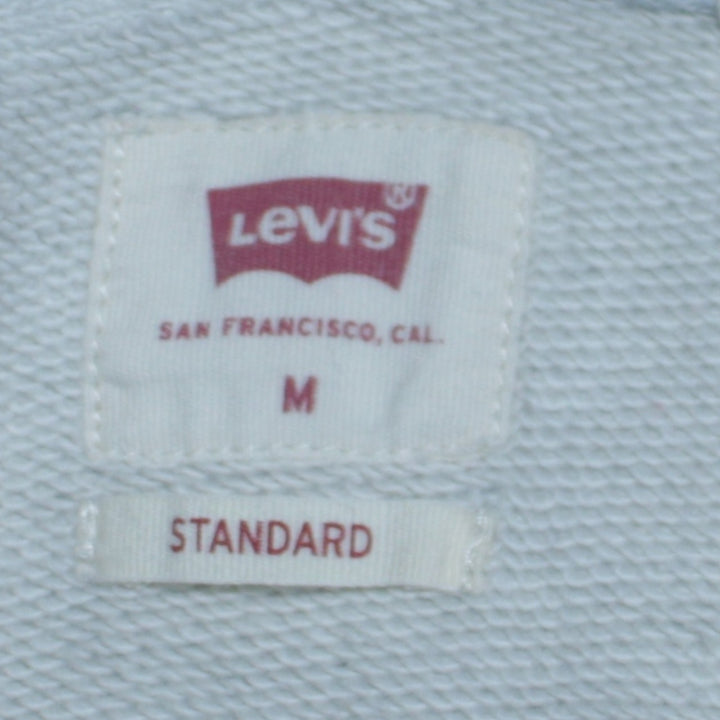 Levi's®
SAN FRANCISCO, CAL.
M
STANDARD